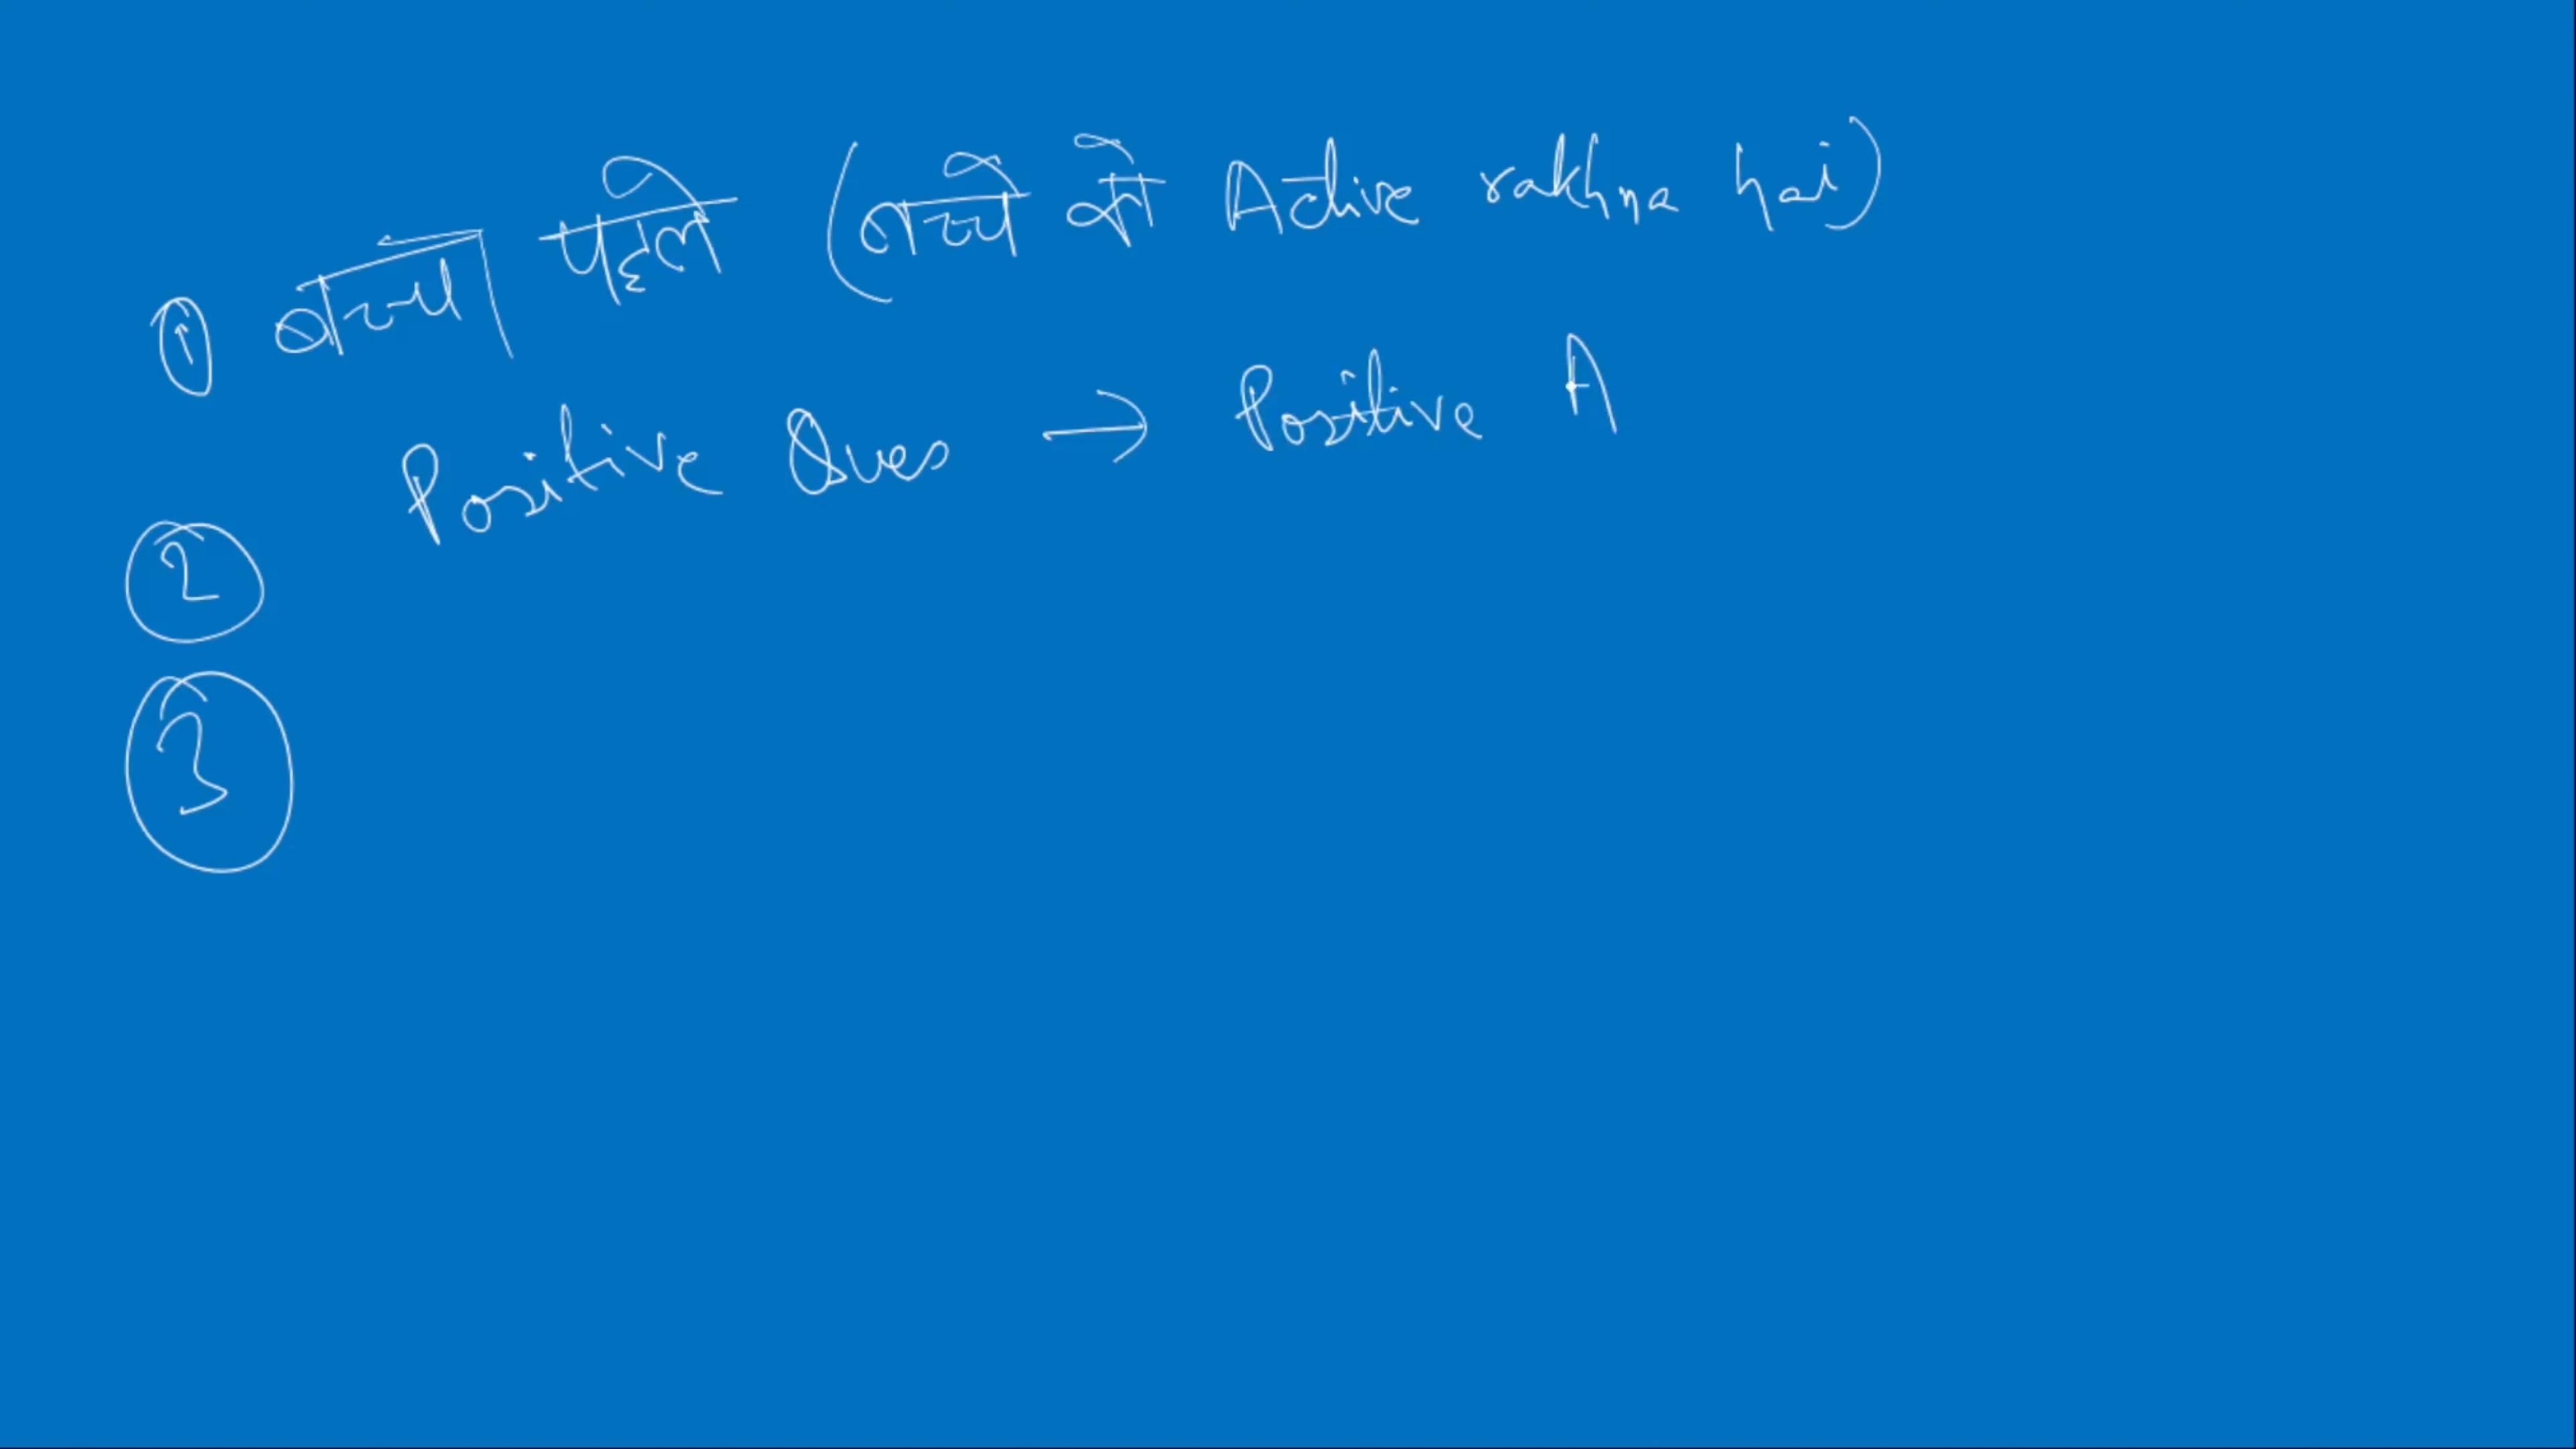 ① बच्चा पहले (बच्चे को Active rakhna hai)
Positive Ques → Positive A
②
③